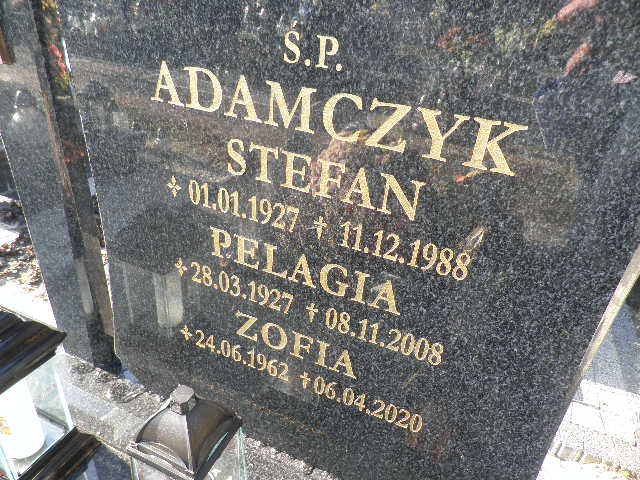 Ś.P.
ADAMCZYK
STEFAN
01.01.1927 11.12.1988
PELAGIA
28.03.1927 08.11.2008
ZOFIA
24.06.1962 06.04.2020